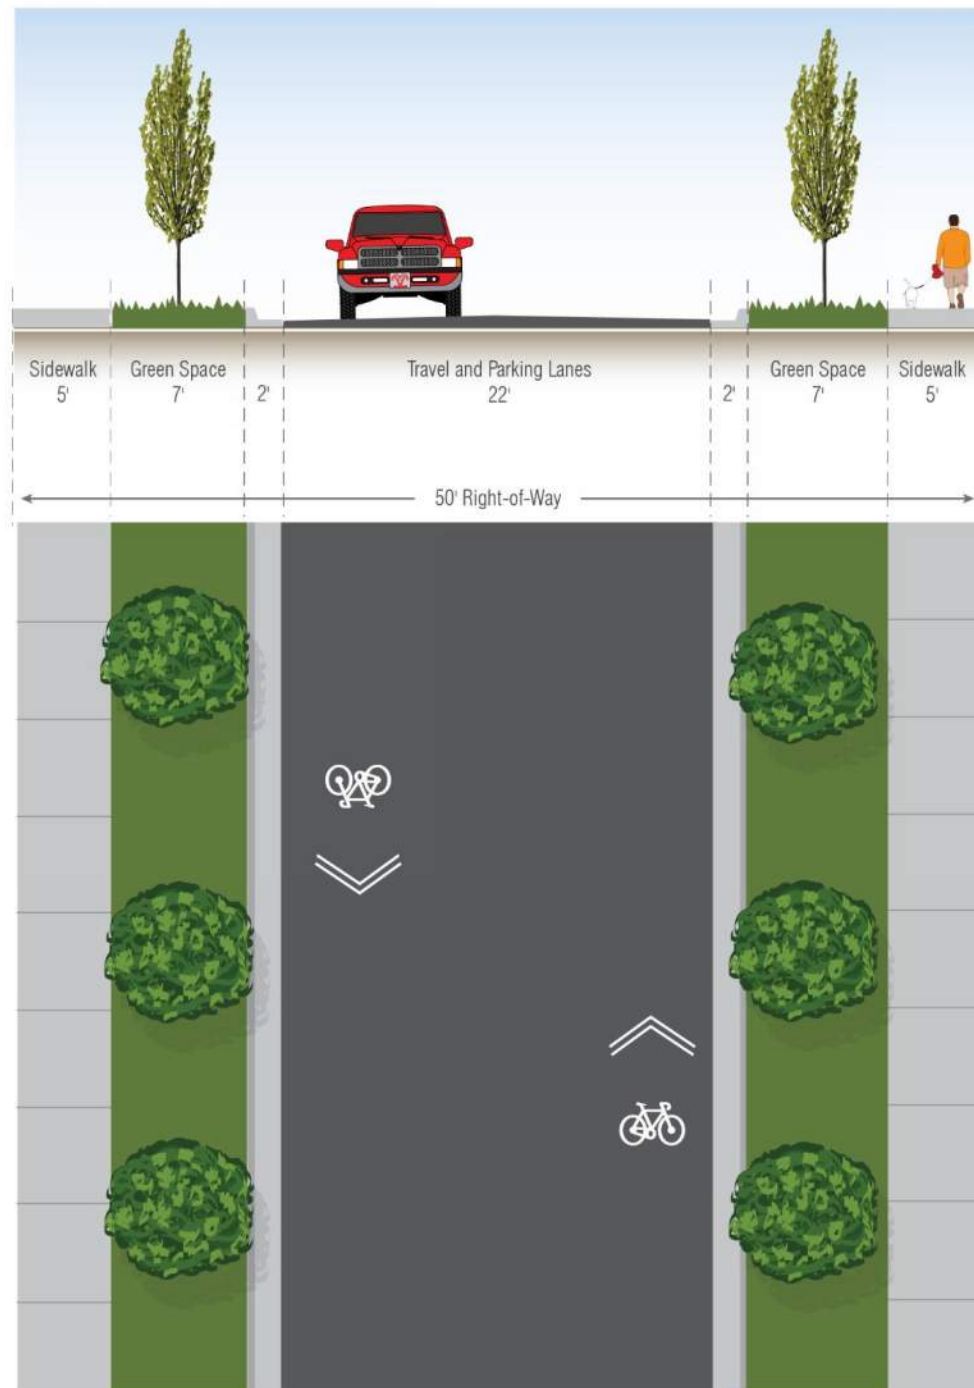 Sidewalk
5'
Green Space
7'
2'
Travel and Parking Lanes
22'
2'
Green Space
7'
Sidewalk
5'
50' Right-of-Way